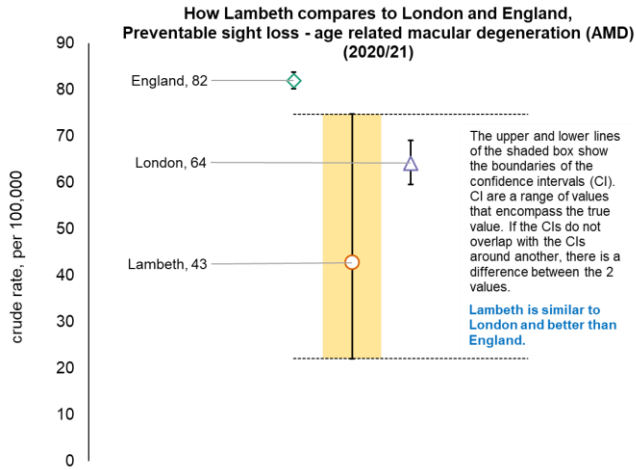 How Lambeth compares to London and England,
Preventable sight loss - age related macular degeneration (AMD)
(2020/21)
crude rate, per 100,000
90
80
70
60
50
40
30
20
10
0
England, 82
London, 64
Lambeth, 43
The upper and lower lines
of the shaded box show
the boundaries of the
confidence intervals (CI).
CI are a range of values
that encompass the true
value. If the CIs do not
overlap with the CIs
around another, there is a
difference between the 2
values.
Lambeth is similar to
London and better than
England.